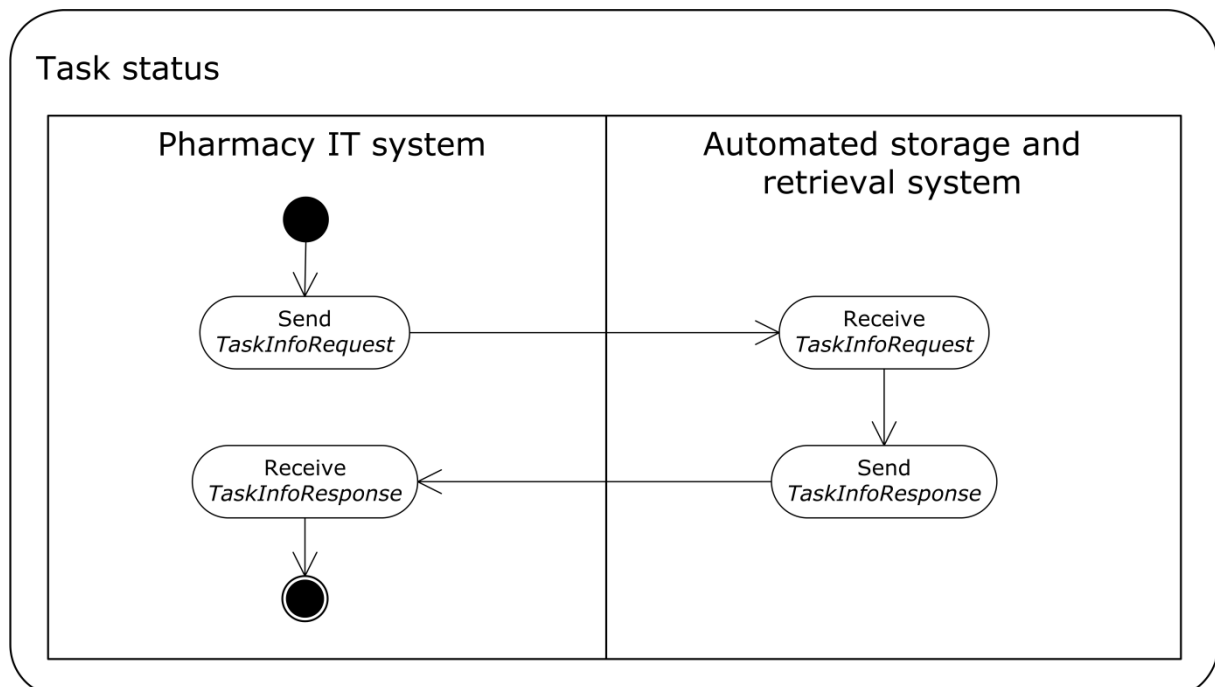 Task status
Pharmacy IT system
Automated storage and
retrieval system
Send
TaskInfoRequest
Receive
TaskInfoRequest
Receive
TaskInfoResponse
Send
TaskInfoResponse